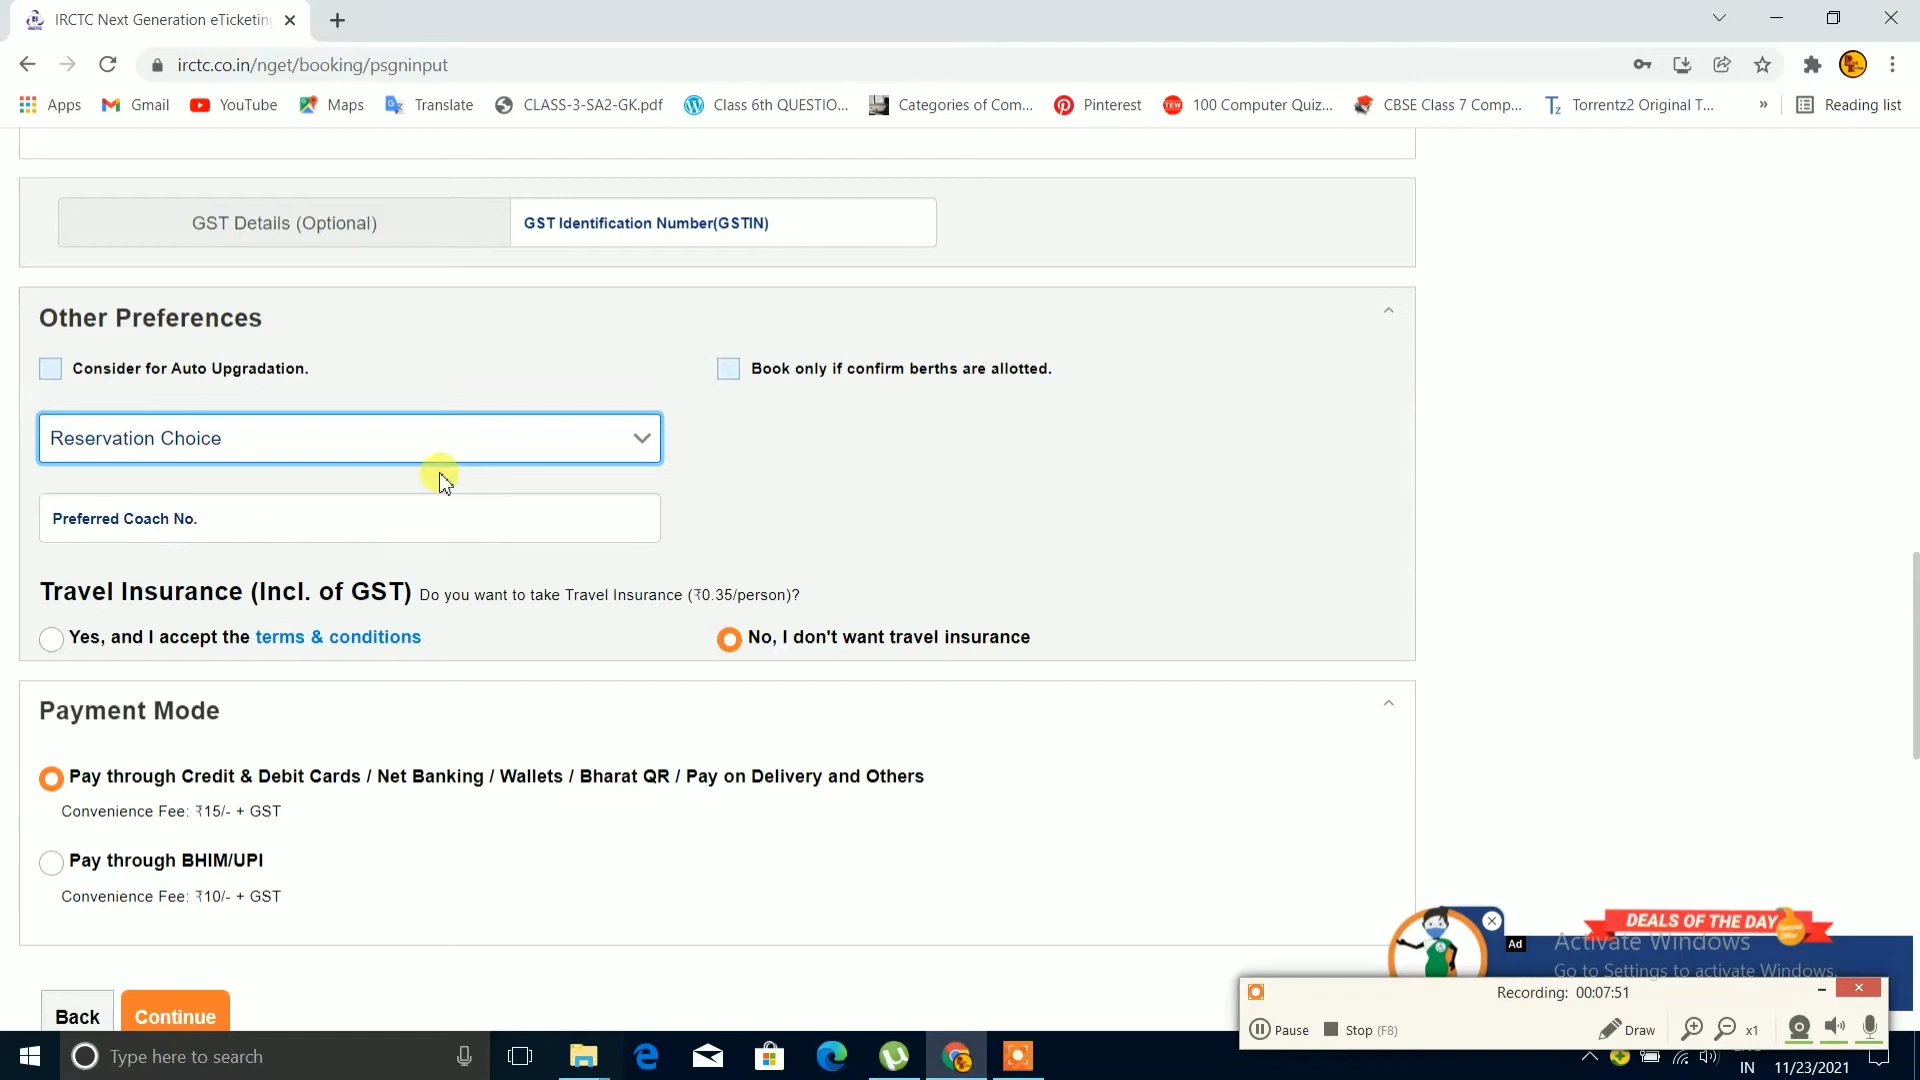 IRCTC Next Generation eTicketing
irctc.co.in/nget/booking/psgninput
Apps Gmail YouTube Maps Translate CLASS-3-SA2-GK.pdf Class 6th QUESTIO... Categories of Com... Pinterest 100 Computer Quiz... CBSE Class 7 Comp... Torrentz2 Original T... » Reading list
GST Details (Optional) GST Identification Number(GSTIN)
Other Preferences
Consider for Auto Upgradation. Book only if confirm berths are allotted.
Reservation Choice
Preferred Coach No.
Travel Insurance (Incl. of GST) Do you want to take Travel Insurance (₹0.35/person)?
Yes, and I accept the terms & conditions No, I don't want travel insurance
Payment Mode
Pay through Credit & Debit Cards / Net Banking / Wallets / Bharat QR / Pay on Delivery and Others
Convenience Fee: ₹15/- + GST
Pay through BHIM/UPI
Convenience Fee: ₹10/- + GST
DEALS OF THE DAY
Special Offer
Ad
Activate Windows
Go to Settings to activate Windows.
Back Continue
Recording: 00:07:51
Pause Stop (F8) Draw x1
Type here to search
IN 11/23/2021